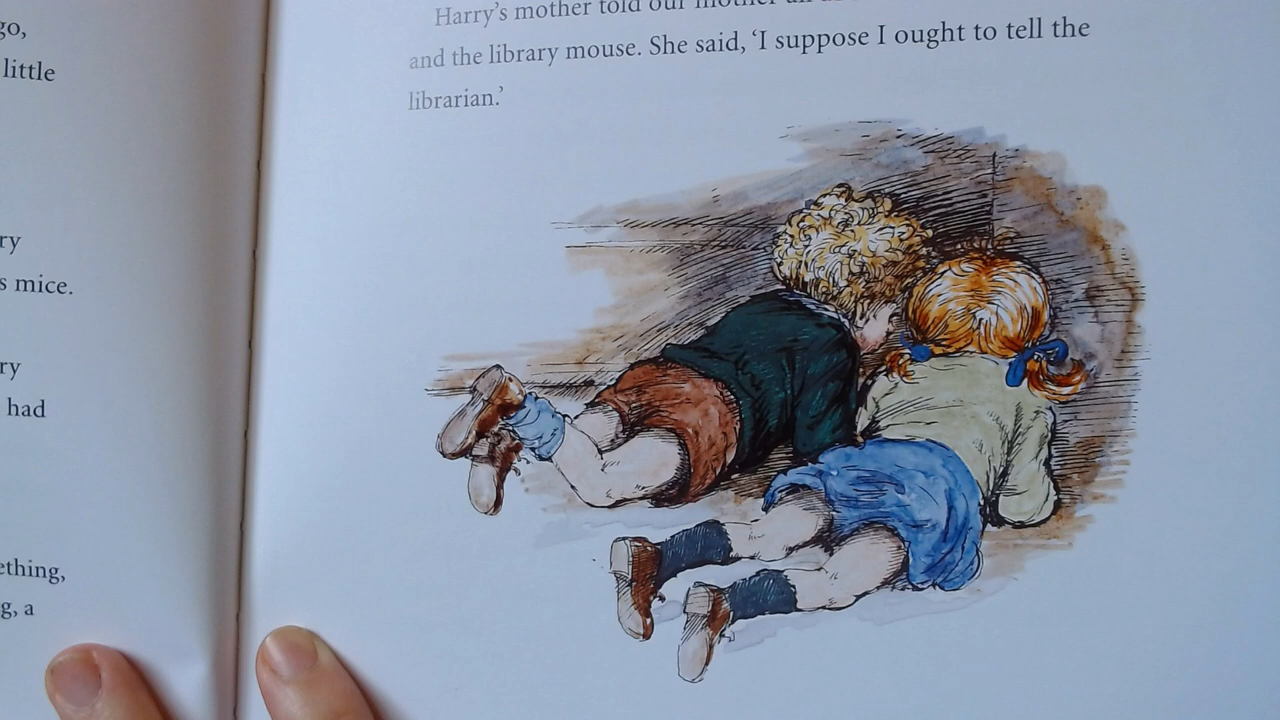 go,
little
ry
s mice.
ry
had
ething,
g, a
Harry's mother told our mother
and the library mouse. She said, 'I suppose I ought to tell the
librarian.'